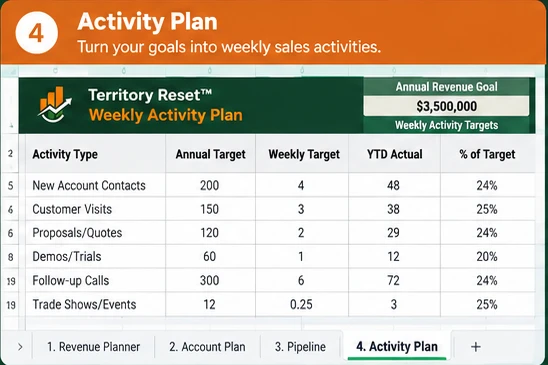 4
Activity Plan
Turn your goals into weekly sales activities.
Territory Reset™
Weekly Activity Plan
Annual Revenue Goal
$3,500,000
Weekly Activity Targets
2 Activity Type Annual Target Weekly Target YTD Actual % of Target
5 New Account Contacts 200 4 48 24%
4 Customer Visits 150 3 38 25%
6 Proposals/Quotes 120 2 29 24%
8 Demos/Trials 60 1 12 20%
19 Follow-up Calls 300 6 72 24%
19 Trade Shows/Events 12 0.25 3 25%
> 1. Revenue Planner 2. Account Plan 3. Pipeline 4. Activity Plan +